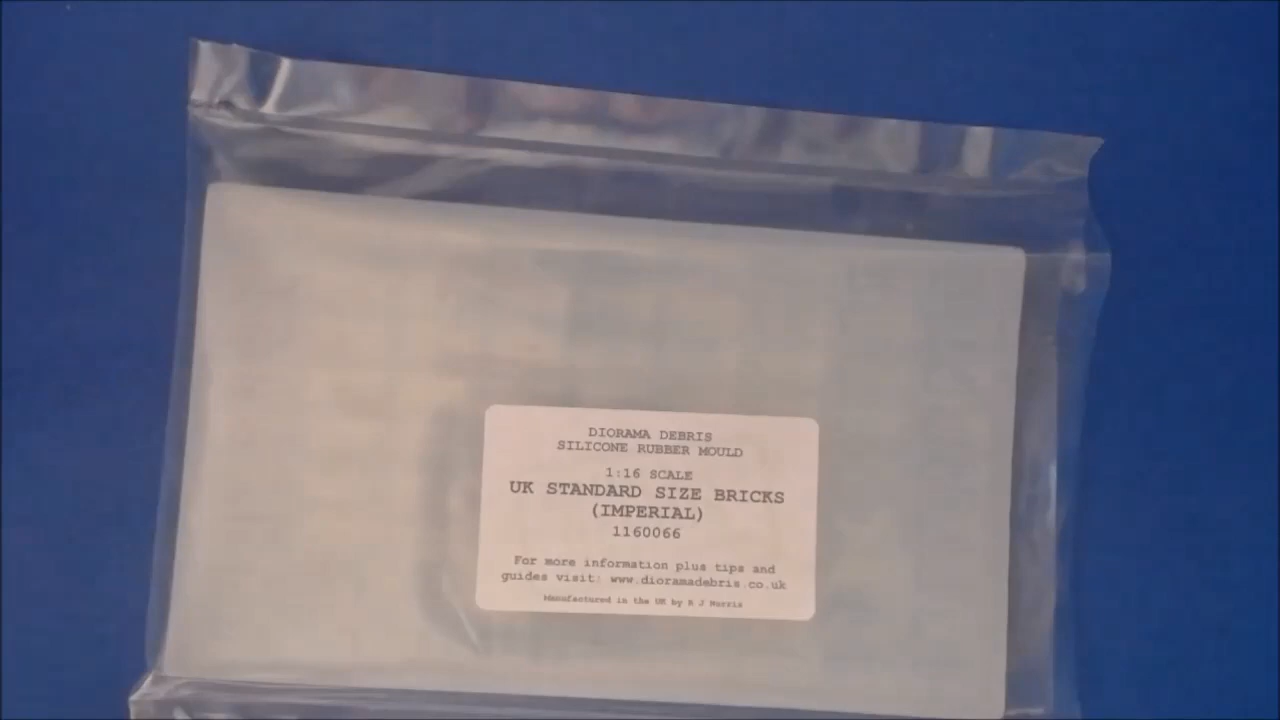 DIORAMA DEBRIS
SILICONE RUBBER MOULD
1:16 SCALE
UK STANDARD SIZE BRICKS
(IMPERIAL)
1160066
For more information plus tips and
guides visit: www.dioramadebris.co.uk
Manufactured in the UK by R J Morris